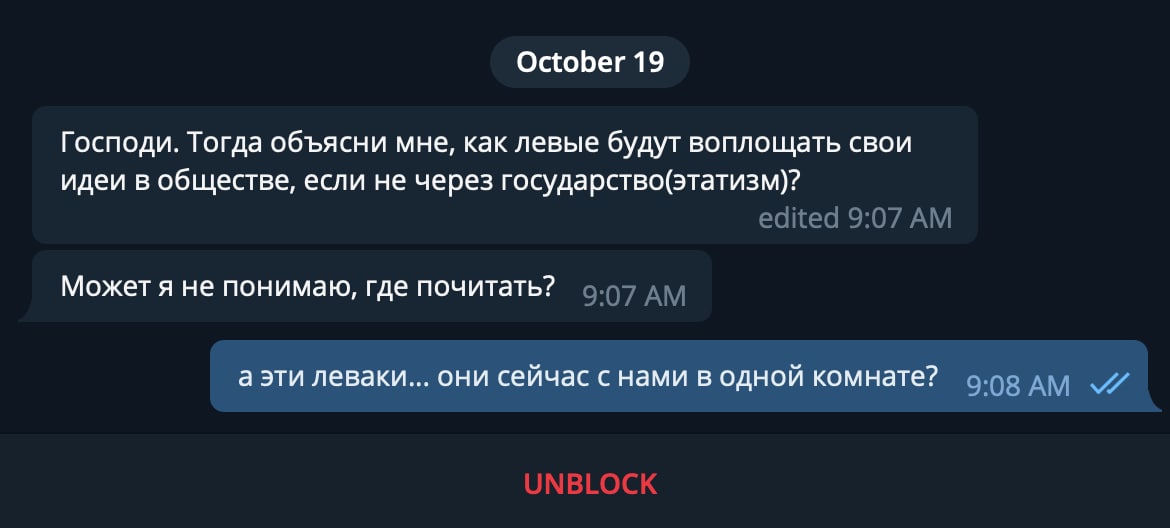 October 19
Господи. Тогда объясни мне, как левые будут воплощать свои
идеи в обществе, если не через государство(этатизм)?
edited 9:07 AM
Может я не понимаю, где почитать? 9:07 AM
а эти леваки... они сейчас с нами в одной комнате? 9:08 AM
UNBLOCK